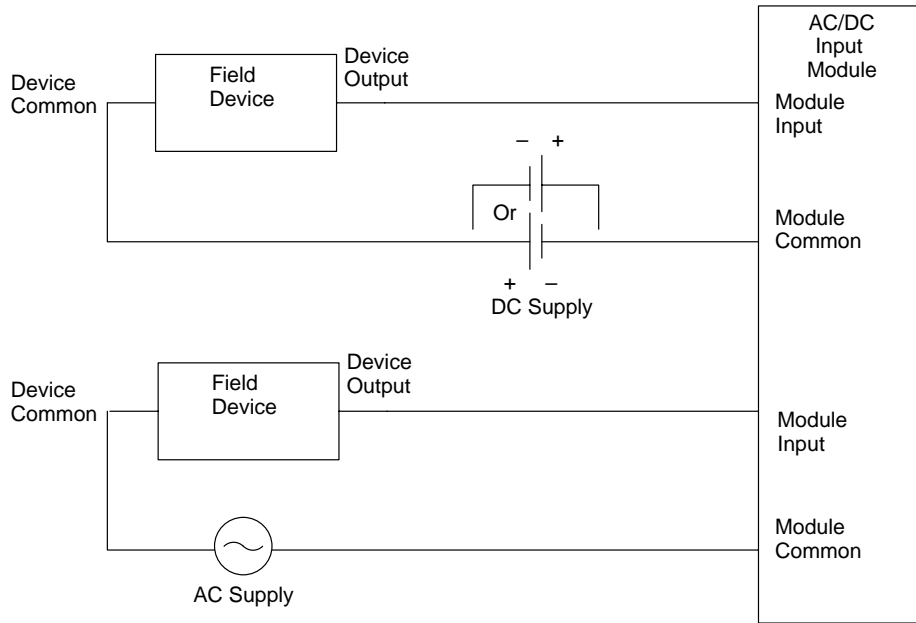 AC/DC
Input
Module
Device
Common
Field
Device
Device
Output
Module
Input
– +
Or
Module
Common
+ –
DC Supply
Device
Common
Field
Device
Device
Output
Module
Input
AC Supply
Module
Common